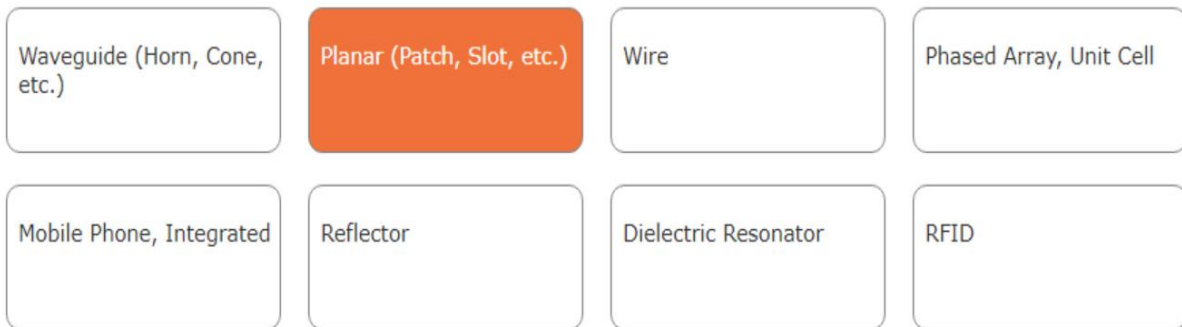 Waveguide (Horn, Cone,
etc.)
Planar (Patch, Slot, etc.)
Wire
Phased Array, Unit Cell
Mobile Phone, Integrated
Reflector
Dielectric Resonator
RFID